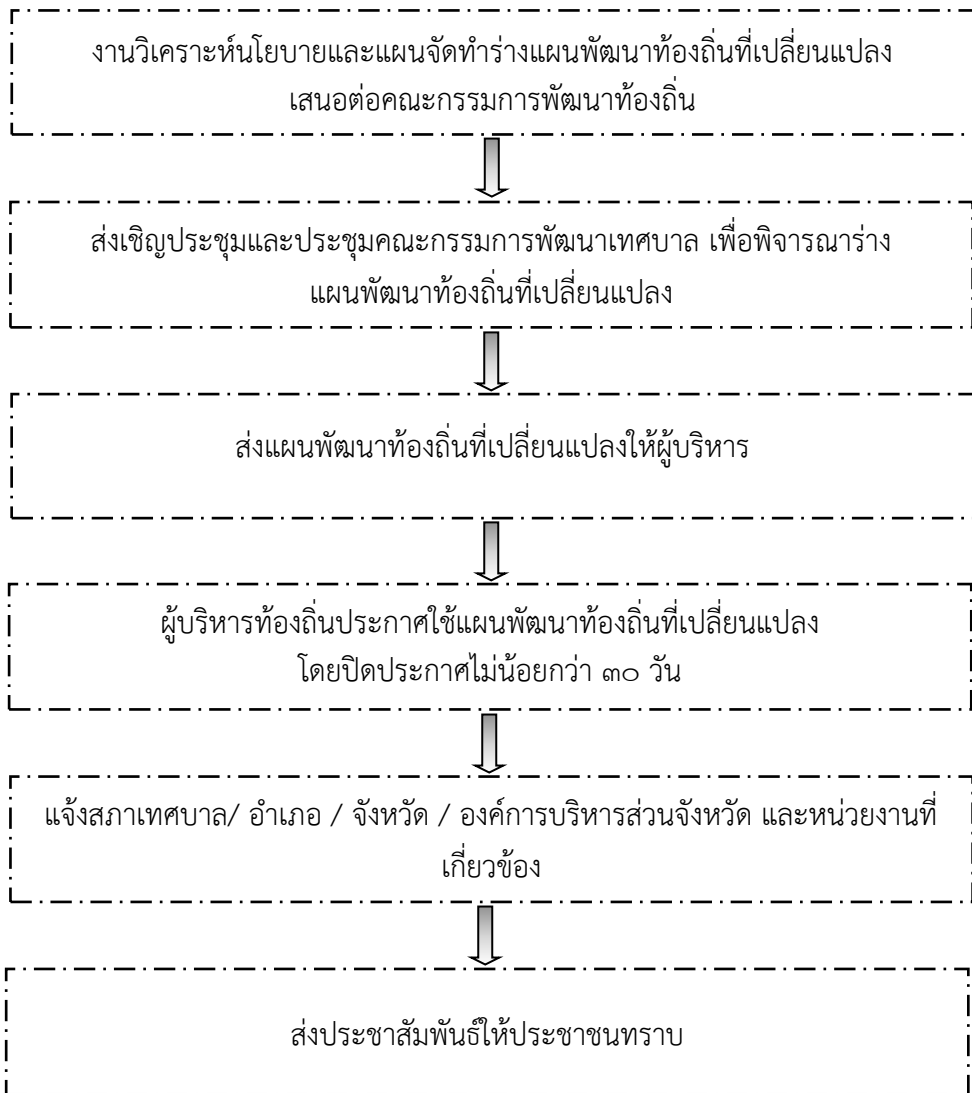 งานวิเคราะห์นโยบายและแผนจัดทำร่างแผนพัฒนาท้องถิ่นที่เปลี่ยนแปลง
เสนอต่อคณะกรรมการพัฒนาท้องถิ่น
ส่งเชิญประชุมและประชุมคณะกรรมการพัฒนาเทศบาล เพื่อพิจารณาร่าง
แผนพัฒนาท้องถิ่นที่เปลี่ยนแปลง
ส่งแผนพัฒนาท้องถิ่นที่เปลี่ยนแปลงให้ผู้บริหาร
ผู้บริหารท้องถิ่นประกาศใช้แผนพัฒนาท้องถิ่นที่เปลี่ยนแปลง
โดยปิดประกาศไม่น้อยกว่า ๓๐ วัน
แจ้งสภาเทศบาล/ อำเภอ / จังหวัด / องค์การบริหารส่วนจังหวัด และหน่วยงานที่
เกี่ยวข้อง
ส่งประชาสัมพันธ์ให้ประชาชนทราบ